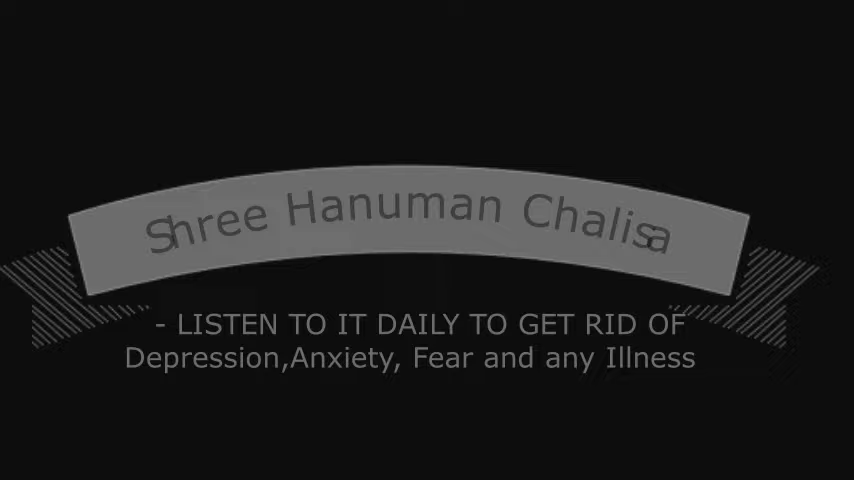 Shree Hanuman Chalisa
- LISTEN TO IT DAILY TO GET RID OF
Depression,Anxiety, Fear and any Illness